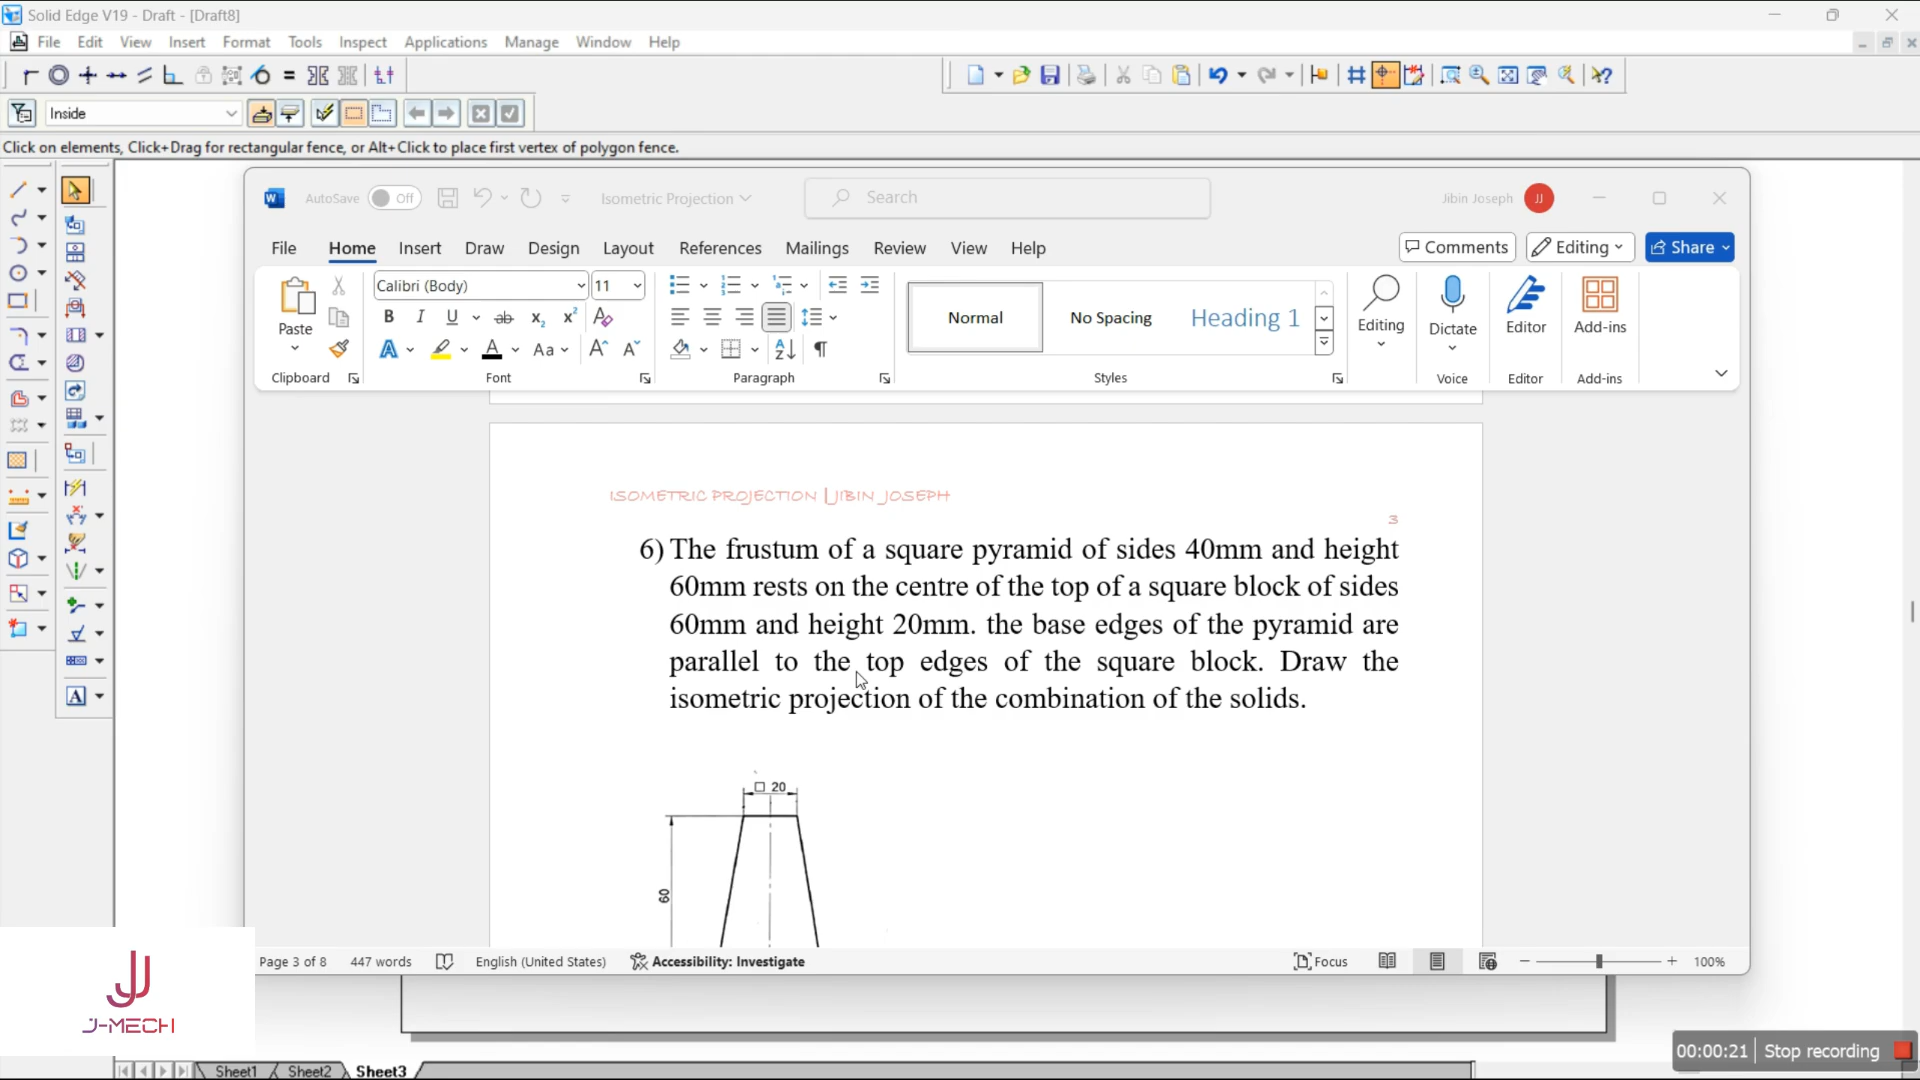 Solid Edge V19 - Draft - [Draft8]
File Edit View Insert Format Tools Inspect Applications Manage Window Help
Inside
Click on elements, Click+Drag for rectangular fence, or Alt+Click to place first vertex of polygon fence.
AutoSave Off Isometric Projection Search Jibin Joseph JJ
File Home Insert Draw Design Layout References Mailings Review View Help Comments Editing Share
Calibri (Body) 11
Paste
Normal No Spacing Heading 1
Editing Dictate Editor Add-ins
Clipboard Font Paragraph Styles Voice Editor Add-ins
ISOMETRIC PROJECTION |JIBIN JOSEPH
3
6) The frustum of a square pyramid of sides 40mm and height
60mm rests on the centre of the top of a square block of sides
60mm and height 20mm. the base edges of the pyramid are
parallel to the top edges of the square block. Draw the
isometric projection of the combination of the solids.
□ 20
60
Page 3 of 8 447 words English (United States) Accessibility: Investigate Focus 100%
JJ
J-MECH
00:00:21 Stop recording
Sheet1 Sheet2 Sheet3